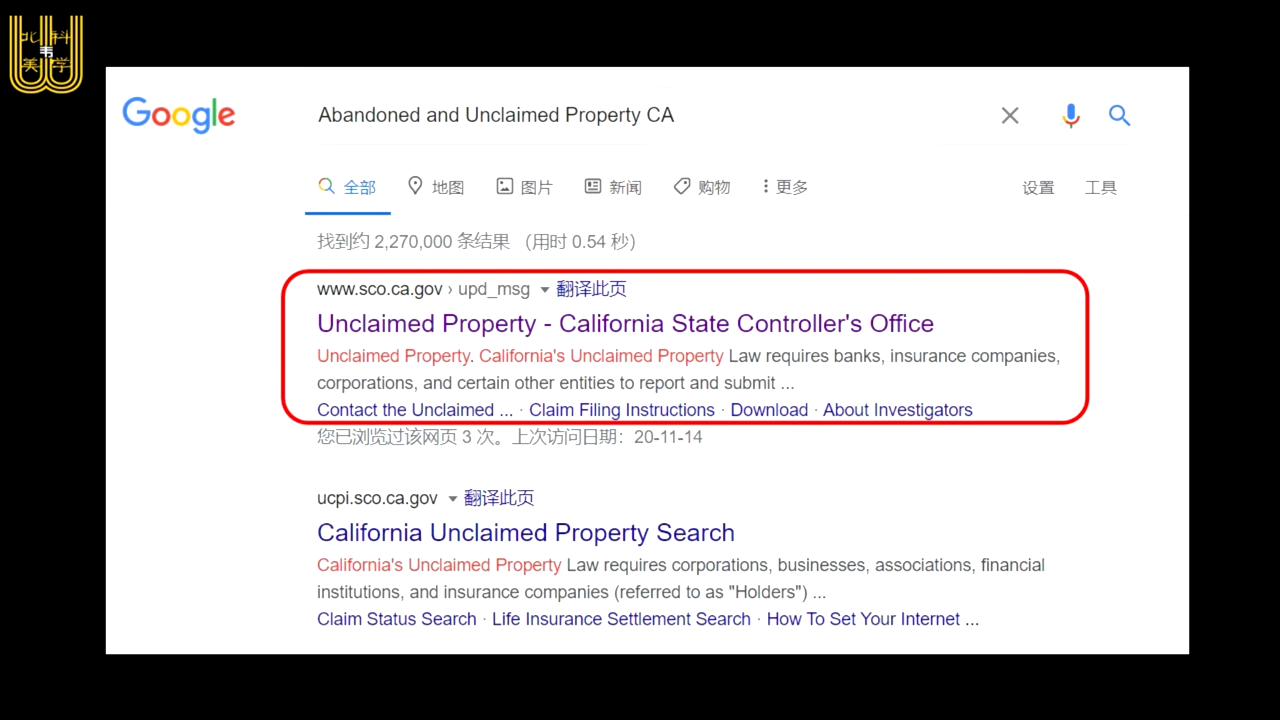 北科
韦
美学
Google
Abandoned and Unclaimed Property CA
全部 地图 图片 新闻 购物 更多 设置 工具
找到约 2,270,000 条结果 （用时 0.54 秒）
www.sco.ca.gov › upd_msg 翻译此页
Unclaimed Property - California State Controller's Office
Unclaimed Property. California's Unclaimed Property Law requires banks, insurance companies,
corporations, and certain other entities to report and submit ...
Contact the Unclaimed ... · Claim Filing Instructions · Download · About Investigators
您已浏览过该网页 3 次。上次访问日期：20-11-14
ucpi.sco.ca.gov 翻译此页
California Unclaimed Property Search
California's Unclaimed Property Law requires corporations, businesses, associations, financial
institutions, and insurance companies (referred to as "Holders") ...
Claim Status Search · Life Insurance Settlement Search · How To Set Your Internet ...